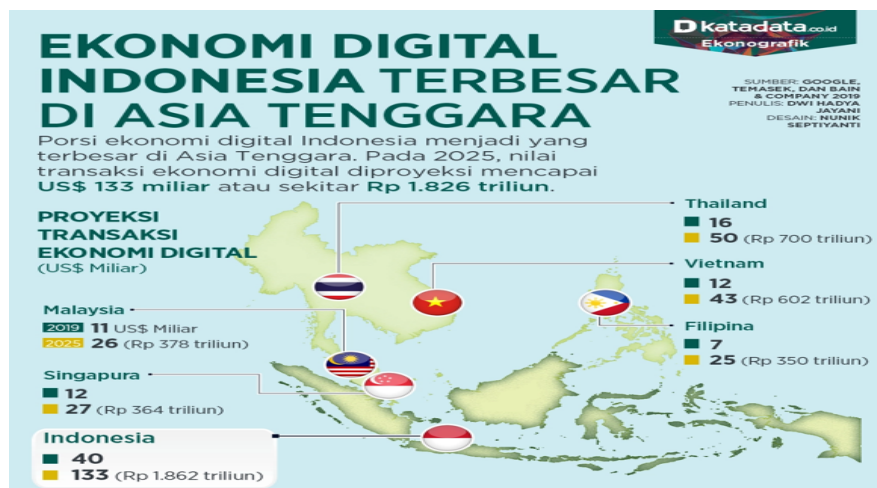 katadata.co.id
Ekonografik
EKONOMI DIGITAL
INDONESIA TERBESAR
DI ASIA TENGGARA
SUMBER: GOOGLE,
TEMASEK, DAN BAIN
& COMPANY 2019
PENULIS: DWI HADYA
JAYANI
DESAIN: NUNIK
SEPTIYANTI
Porsi ekonomi digital Indonesia menjadi yang
terbesar di Asia Tenggara. Pada 2025, nilai
transaksi ekonomi digital diproyeksi mencapai
US$ 133 miliar atau sekitar Rp 1.826 triliun.
PROYEKSI
TRANSAKSI
EKONOMI DIGITAL
(US$ Miliar)
Malaysia
2019 11 US$ Miliar
2025 26 (Rp 378 triliun)
Singapura
12
27 (Rp 364 triliun)
Indonesia
40
133 (Rp 1.862 triliun)
Thailand
16
50 (Rp 700 triliun)
Vietnam
12
43 (Rp 602 triliun)
Filipina
7
25 (Rp 350 triliun)